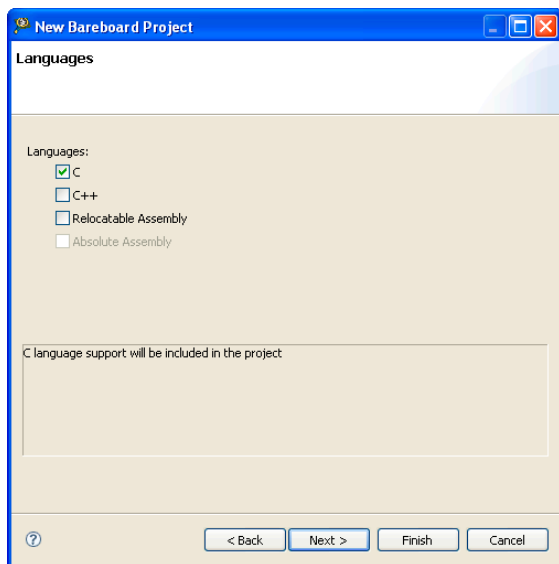 New Bareboard Project
Languages
Languages:
C
C++
Relocatable Assembly
Absolute Assembly
C language support will be included in the project
? < Back Next > Finish Cancel